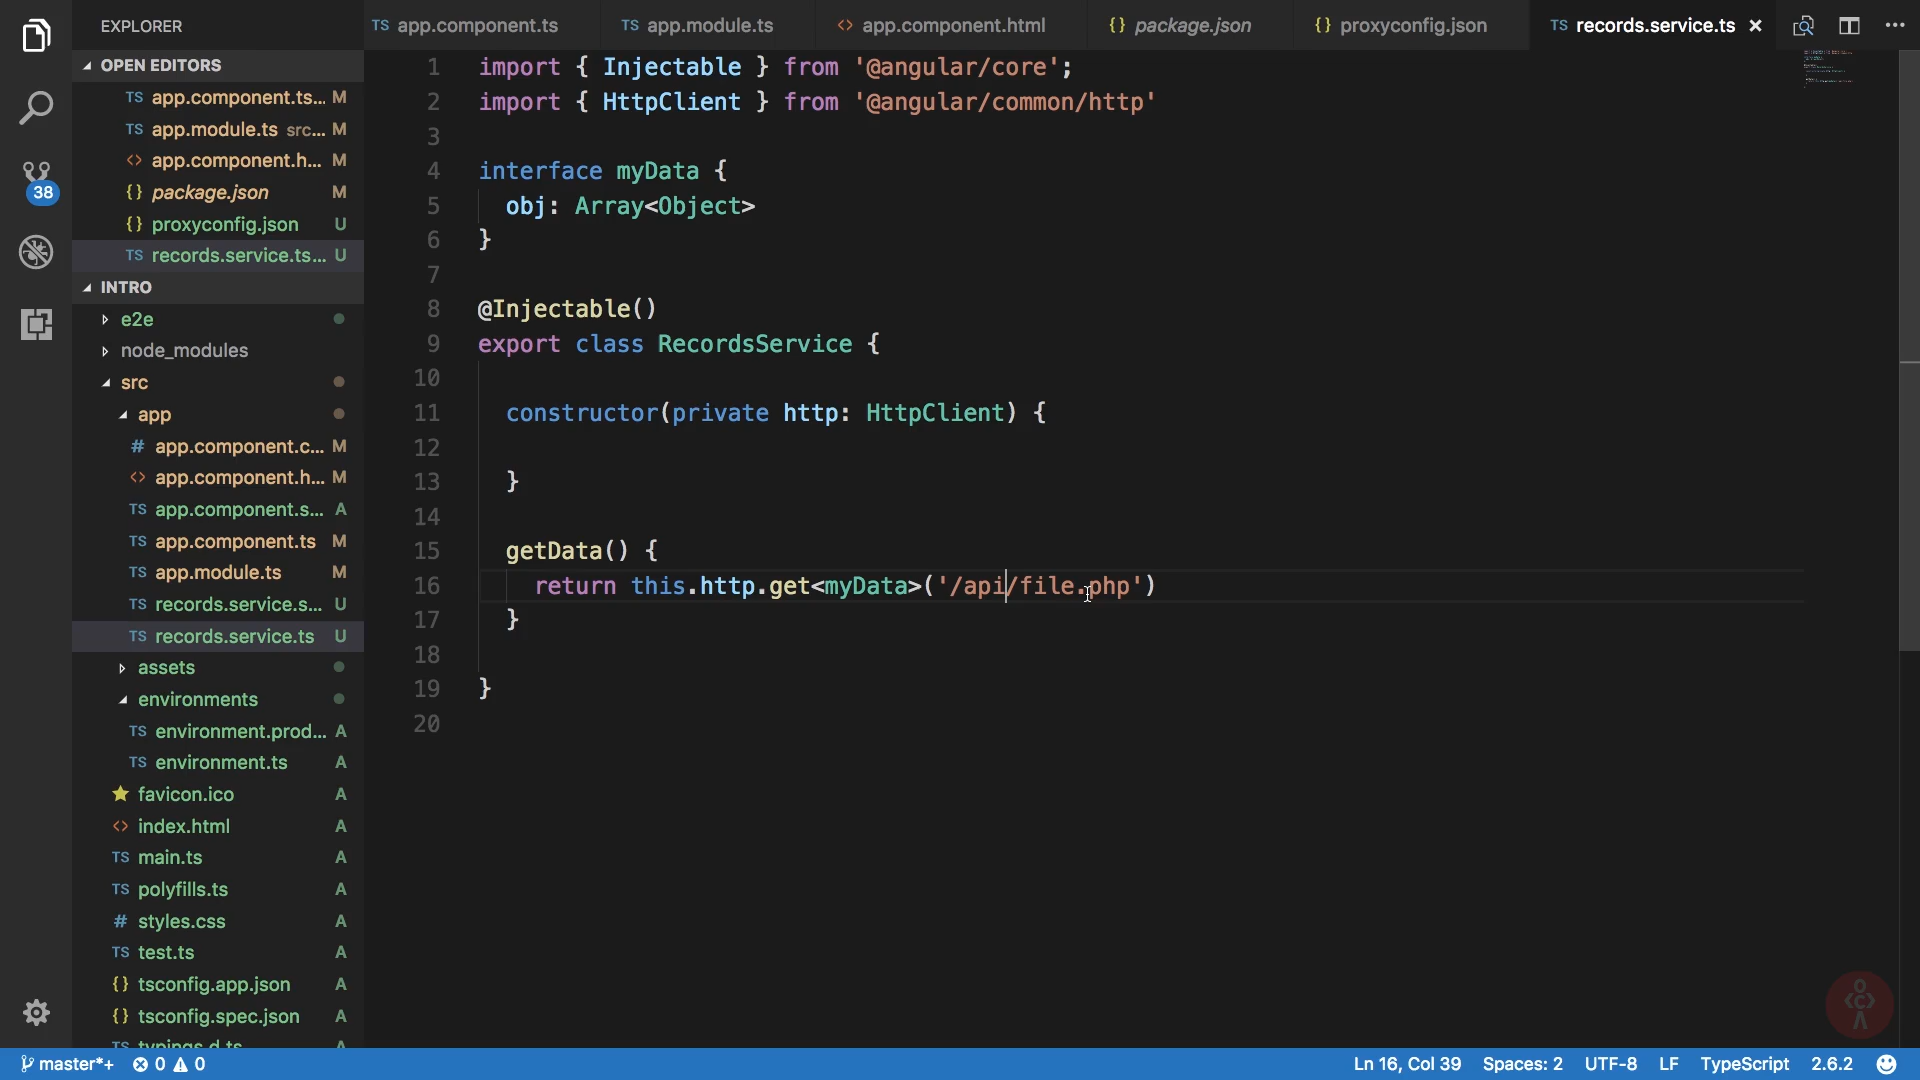 EXPLORER
OPEN EDITORS
TS app.component.ts... M
TS app.module.ts src... M
<> app.component.h... M
{} package.json M
{} proxyconfig.json U
TS records.service.ts... U
INTRO
e2e
node_modules
src
app
# app.component.c... M
<> app.component.h... M
TS app.component.s... A
TS app.component.ts M
TS app.module.ts M
TS records.service.s... U
TS records.service.ts U
assets
environments
TS environment.prod... A
TS environment.ts A
favicon.ico A
<> index.html A
TS main.ts A
TS polyfills.ts A
# styles.css A
TS test.ts A
{} tsconfig.app.json A
{} tsconfig.spec.json A
TS typings.d.ts A
38
TS app.component.ts
TS app.module.ts
<> app.component.html
{} package.json
{} proxyconfig.json
TS records.service.ts
1 import { Injectable } from '@angular/core';
2 import { HttpClient } from '@angular/common/http'
3
4 interface myData {
5 obj: Array<Object>
6 }
7
8 @Injectable()
9 export class RecordsService {
10
11 constructor(private http: HttpClient) {
12
13 }
14
15 getData() {
16 return this.http.get<myData>('/api/file.php')
17 }
18
19 }
20
master*+ 0 0
Ln 16, Col 39 Spaces: 2 UTF-8 LF TypeScript 2.6.2